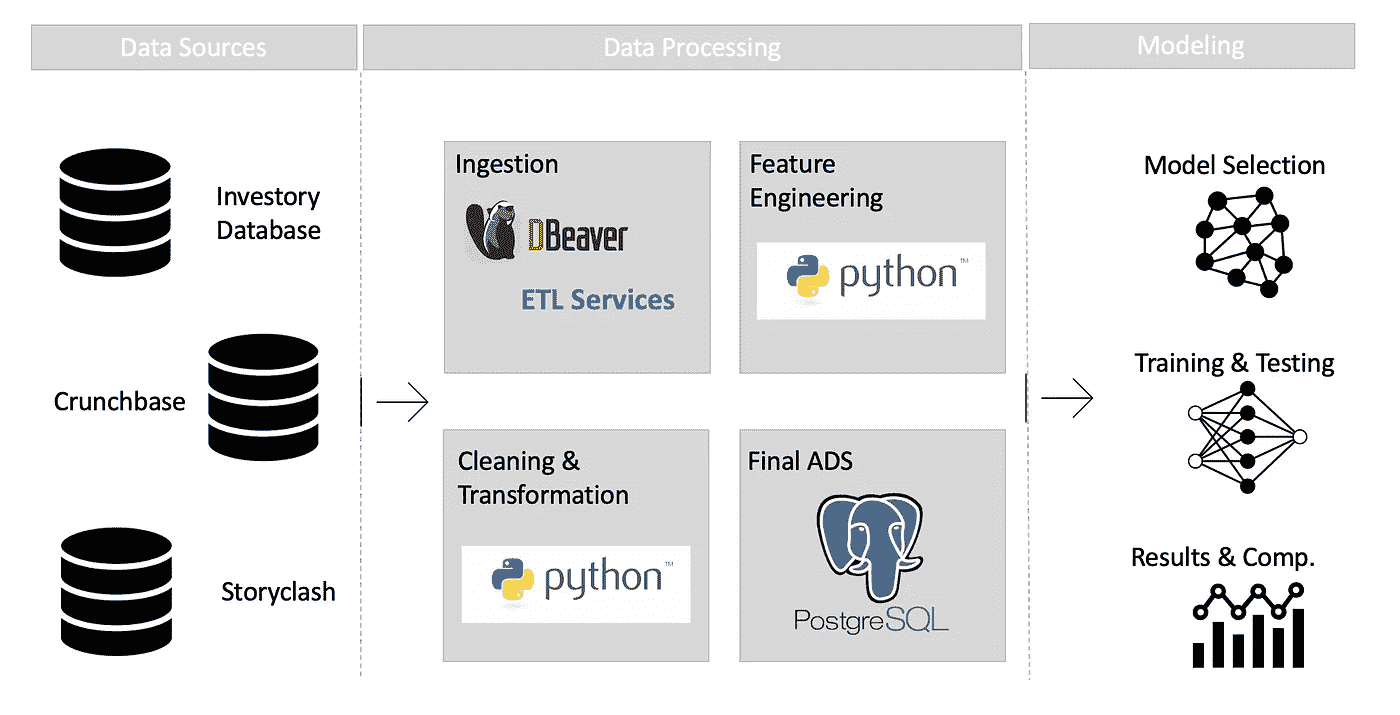 Data Sources
Data Processing
Modeling
Investory
Database
Crunchbase
Storyclash
Ingestion
DBeaver
ETL Services
Feature
Engineering
python™
Cleaning &
Transformation
python™
Final ADS
PostgreSQL
Model Selection
Training & Testing
Results & Comp.